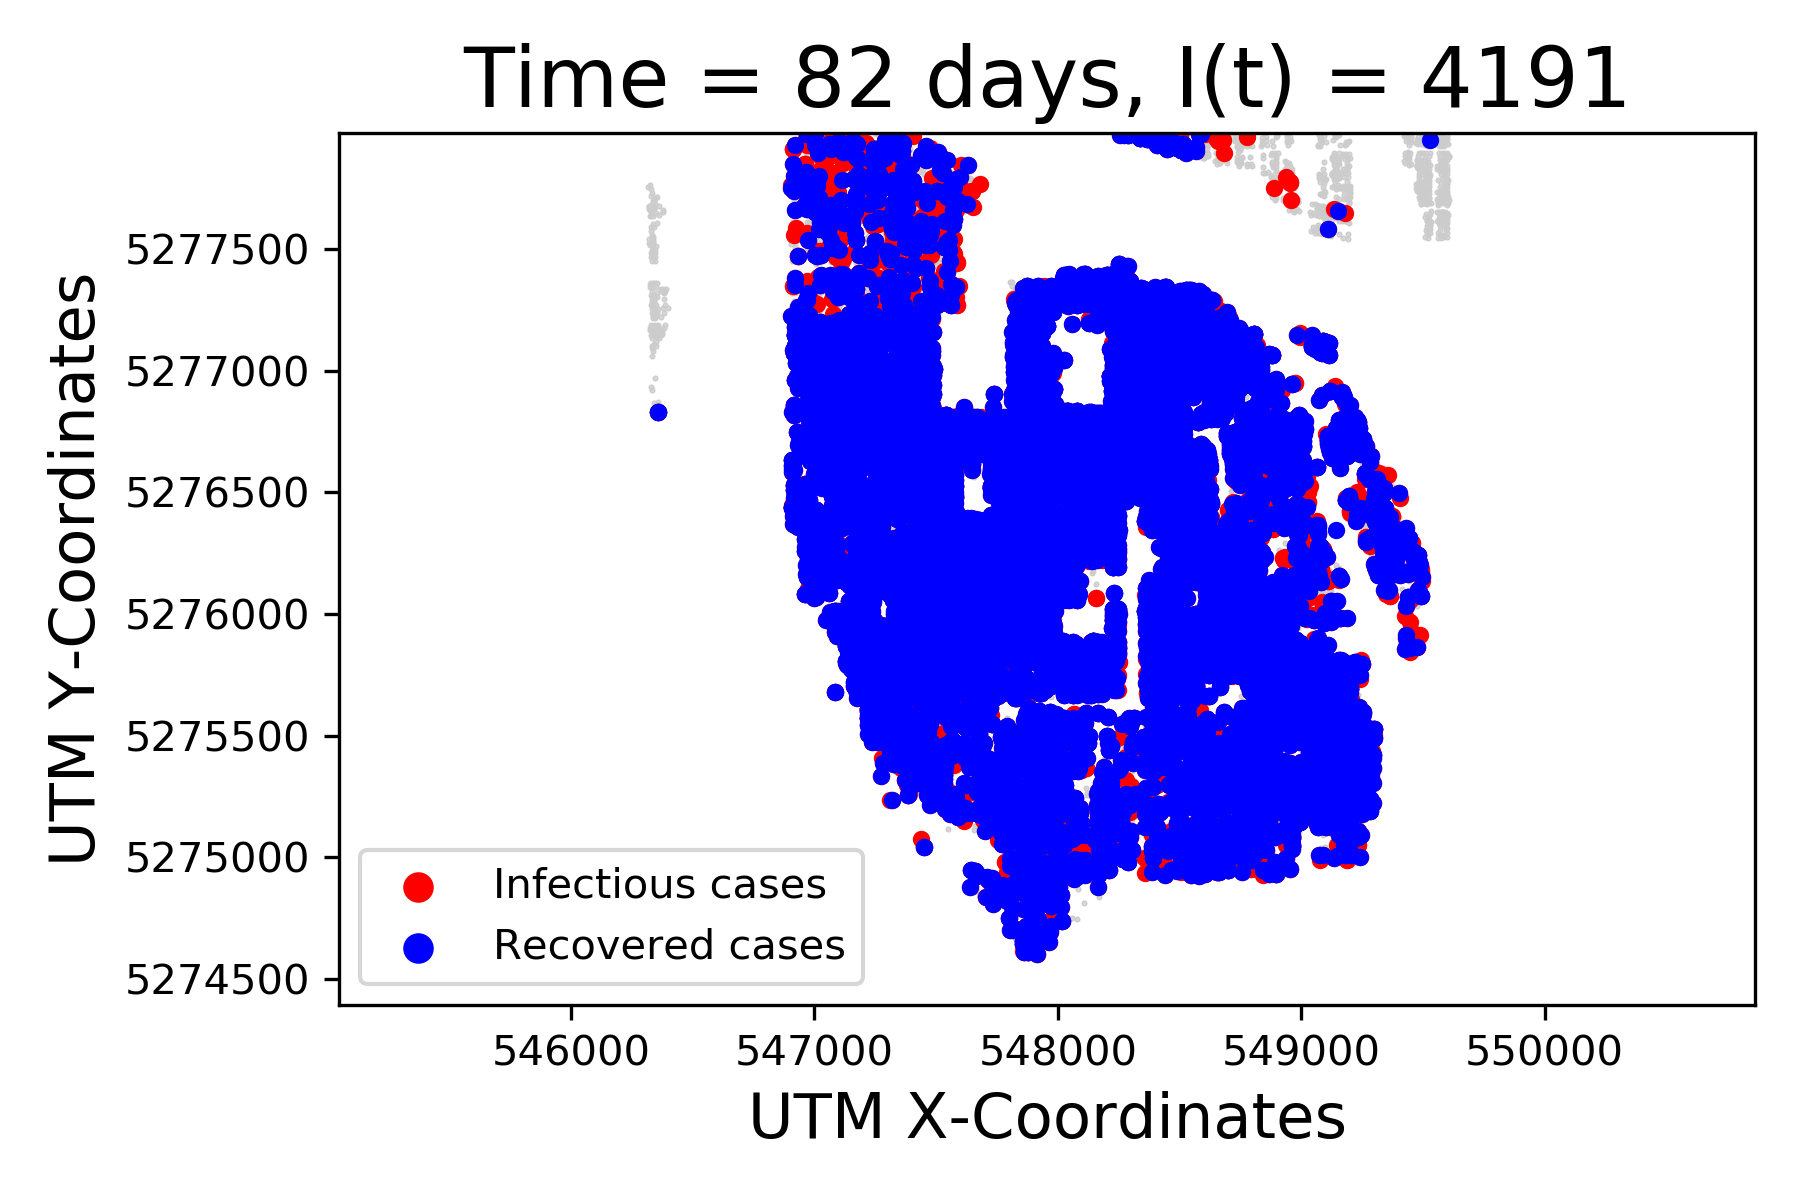 Time = 82 days, I(t) = 4191
UTM Y-Coordinates
5277500
5277000
5276500
5276000
5275500
5275000
5274500
Infectious cases
Recovered cases
546000
547000
548000
549000
550000
UTM X-Coordinates